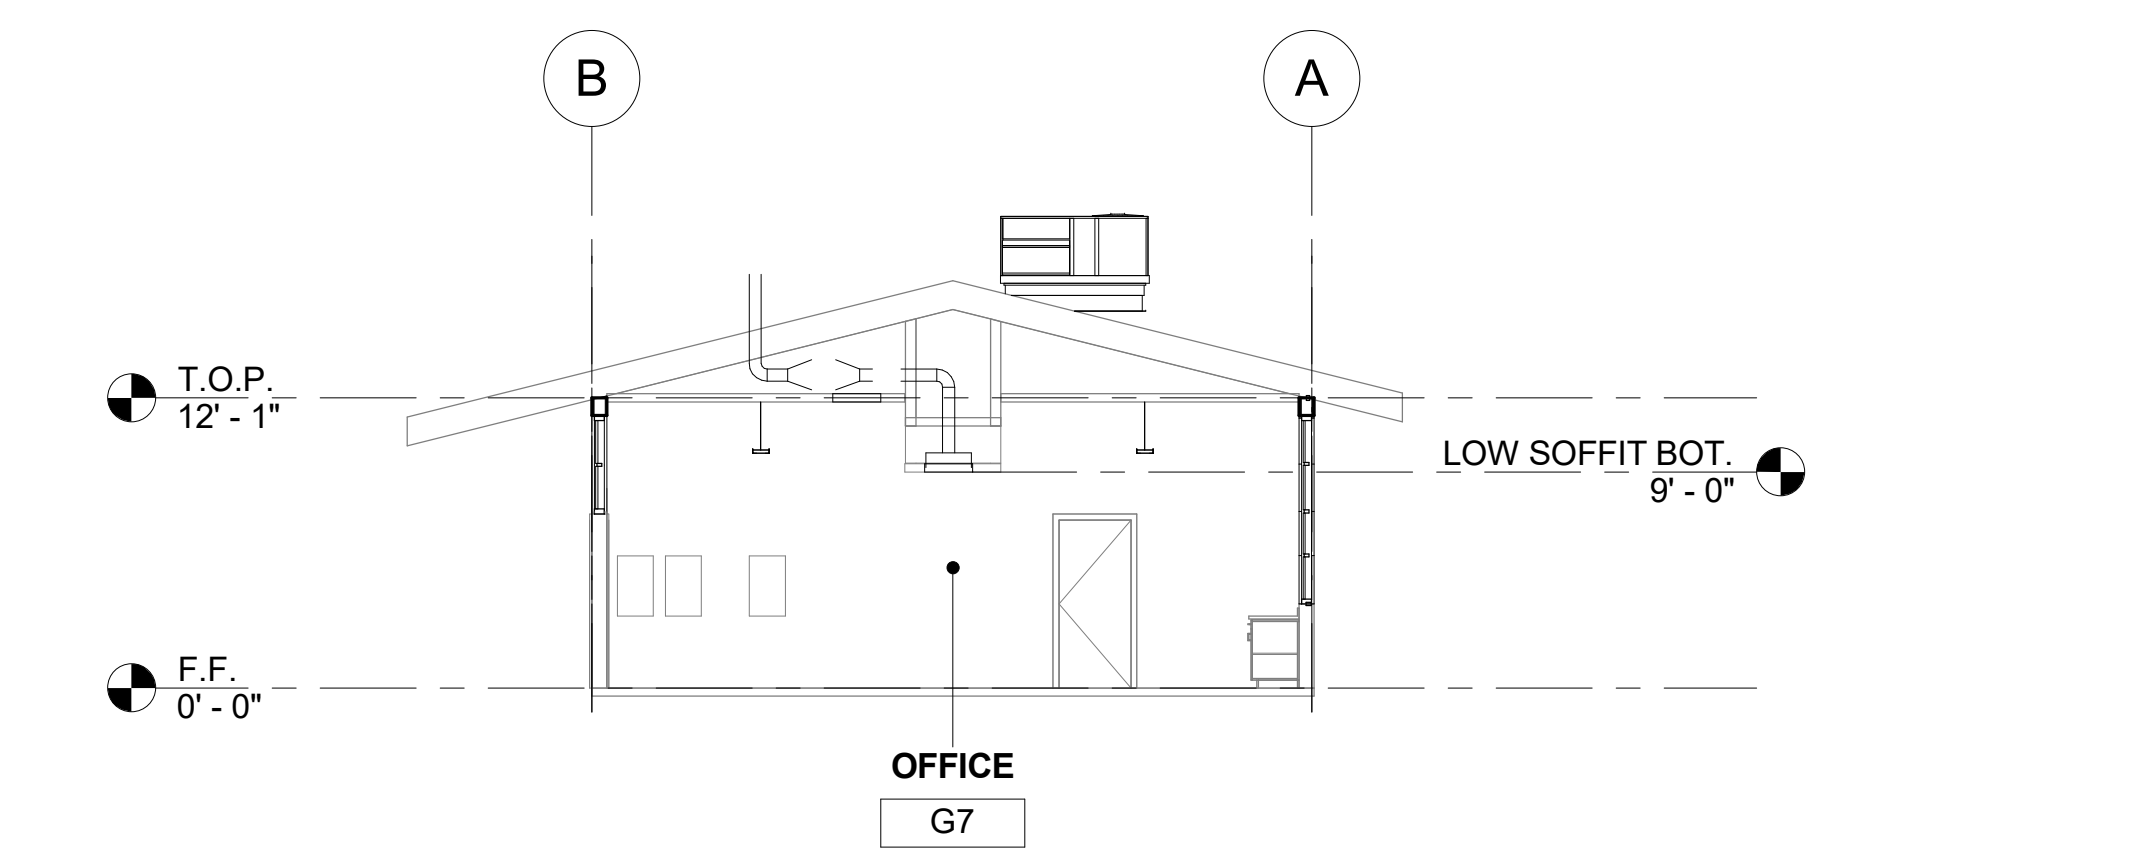 B
A
T.O.P.
12' - 1"
LOW SOFFIT BOT.
9' - 0"
F.F.
0' - 0"
OFFICE
G7